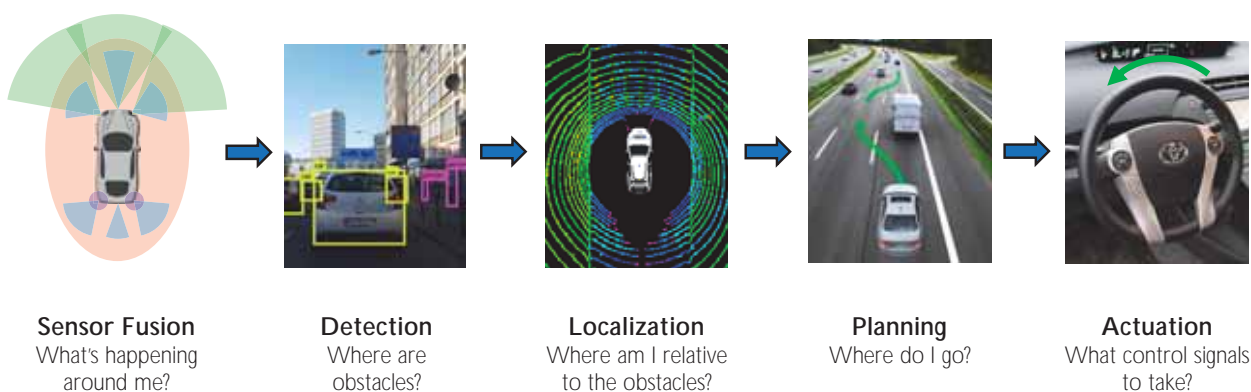 Sensor Fusion
What's happening
around me?
Detection
Where are
obstacles?
Localization
Where am I relative
to the obstacles?
Planning
Where do I go?
Actuation
What control signals
to take?